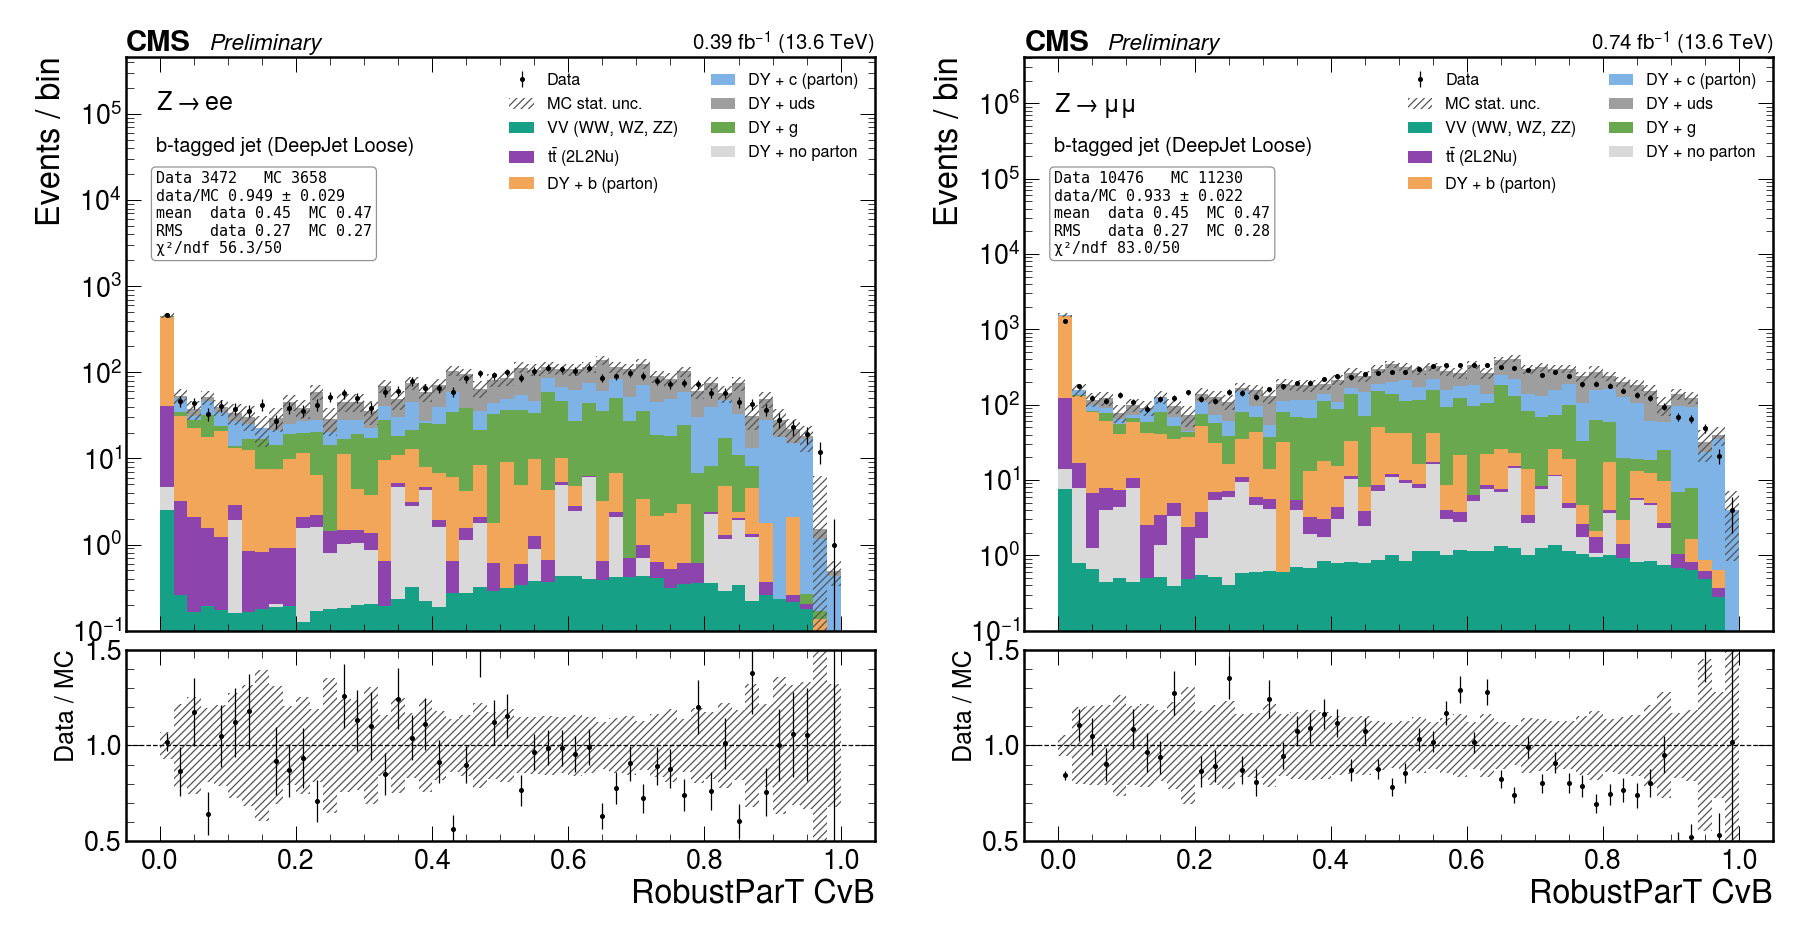 CMS Preliminary 0.39 fb⁻¹ (13.6 TeV)
Events / bin
10⁵
10⁴
10³
10²
10¹
10⁰
10⁻¹
Z → ee
b-tagged jet (DeepJet Loose)
Data 3472 MC 3658
data/MC 0.949 ± 0.029
mean data 0.45 MC 0.47
RMS data 0.27 MC 0.27
χ²/ndf 56.3/50
Data
MC stat. unc.
VV (WW, WZ, ZZ)
tt̄ (2L2Nu)
DY + b (parton)
DY + c (parton)
DY + uds
DY + g
DY + no parton
Data / MC
1.5
1.0
0.5
0.0 0.2 0.4 0.6 0.8 1.0
RobustParT CvB
CMS Preliminary 0.74 fb⁻¹ (13.6 TeV)
Events / bin
10⁶
10⁵
10⁴
10³
10²
10¹
10⁰
10⁻¹
Z → μμ
b-tagged jet (DeepJet Loose)
Data 10476 MC 11230
data/MC 0.933 ± 0.022
mean data 0.45 MC 0.47
RMS data 0.27 MC 0.28
χ²/ndf 83.0/50
Data
MC stat. unc.
VV (WW, WZ, ZZ)
tt̄ (2L2Nu)
DY + b (parton)
DY + c (parton)
DY + uds
DY + g
DY + no parton
Data / MC
1.5
1.0
0.5
0.0 0.2 0.4 0.6 0.8 1.0
RobustParT CvB